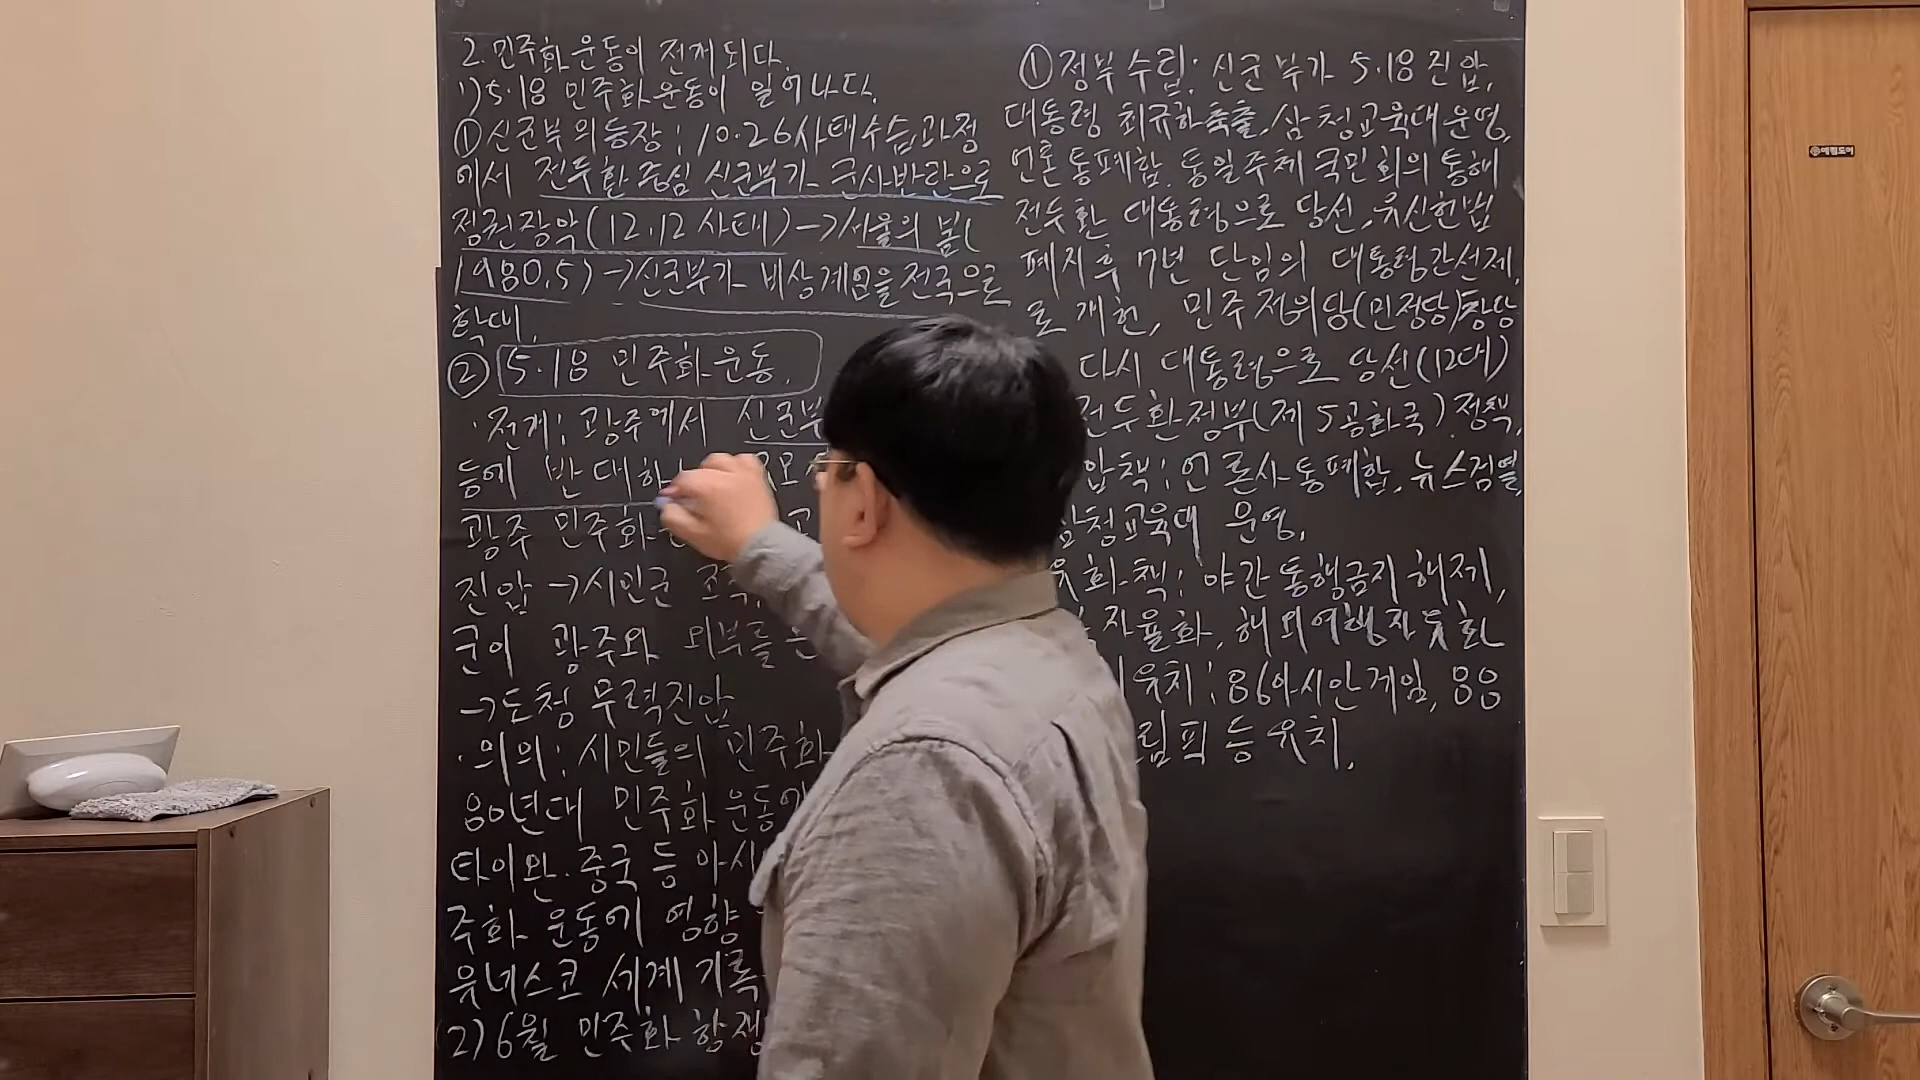 2. 민주화운동이 전개되다.
1) 5.18 민주화운동이 일어나다.
① 신군부의등장 : 10.26사태수습과정
에서 전두환중심 신군부가 군사반란으로
정권장악(12.12사태)→서울의 봄(
1980.5)→신군부가 비상계엄을전국으로
확대.
② 5.18 민주화운동.
·전개: 광주에서 신군부
등에 반대하
광주 민주화
진압 →시민군 조직,
군이 광주와 외부를
→도청 무력진압
·의의: 시민들의 민주화
80년대 민주화운동에
타이완.중국 등 아시
주화 운동에 영향
유네스코 세계 기록
2) 6월 민주화 항쟁
① 정부수립: 신군부가 5.18진압,
대통령 최규하축출, 삼청교육대운영,
언론통폐합. 통일주체국민회의통해
전두환 대통령으로 당선, 유신헌법
폐지후 7년 단임의 대통령간선제,
로 개헌, 민주정의당(민정당)창당
다시 대통령으로 당선(12대)
전두환정부(제5공화국).정책,
압책: 언론사통폐합, 뉴스검열,
삼청교육대 운영,
유화책: 야간통행금지 해제,
자율화, 해외여행자유화
유치: 86아시안게임, 88
림픽 등 유치,
예림도어